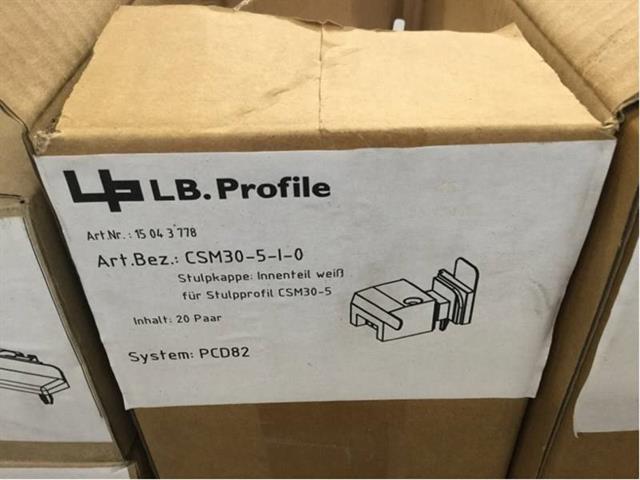 LB.Profile
Art.Nr.: 15 04 3 778
Art.Bez.: CSM30-5-I-0
Stulpkappe: Innenteil weiß
für Stulpprofil CSM30-5
Inhalt: 20 Paar
System: PCD82